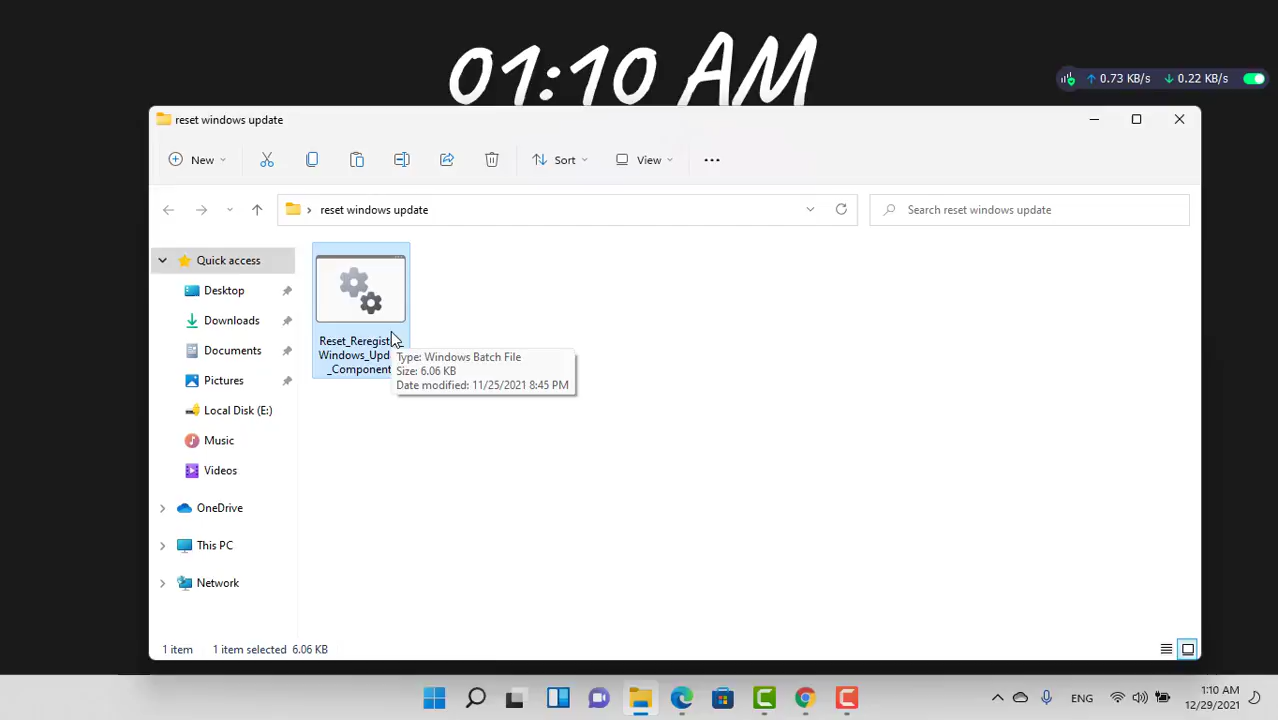 01:10 AM
0.73 KB/s
0.22 KB/s
reset windows update
New
Sort
View
reset windows update
Search reset windows update
Quick access
Desktop
Downloads
Documents
Pictures
Local Disk (E:)
Music
Videos
OneDrive
This PC
Network
Reset_Reregist
Windows_Upd
_Component
Type: Windows Batch File
Size: 6.06 KB
Date modified: 11/25/2021 8:45 PM
1 item
1 item selected 6.06 KB
ENG
1:10 AM
12/29/2021